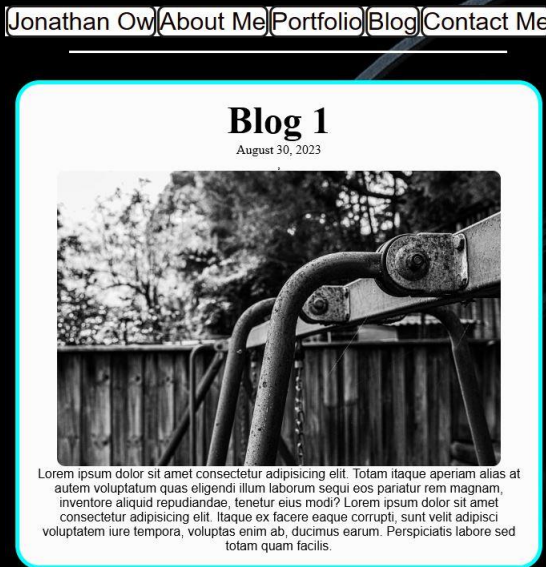 Jonathan Ow About Me Portfolio Blog Contact Me
Blog 1
August 30, 2023
Lorem ipsum dolor sit amet consectetur adipisicing elit. Totam itaque aperiam alias at
autem voluptatum quas eligendi illum laborum sequi eos pariatur rem magnam,
inventore aliquid repudiandae, tenetur eius modi? Lorem ipsum dolor sit amet
consectetur adipisicing elit. Itaque ex facere eaque corrupti, sunt velit adipisci
voluptatem iure tempora, voluptas enim ab, ducimus earum. Perspiciatis labore sed
totam quam facilis.